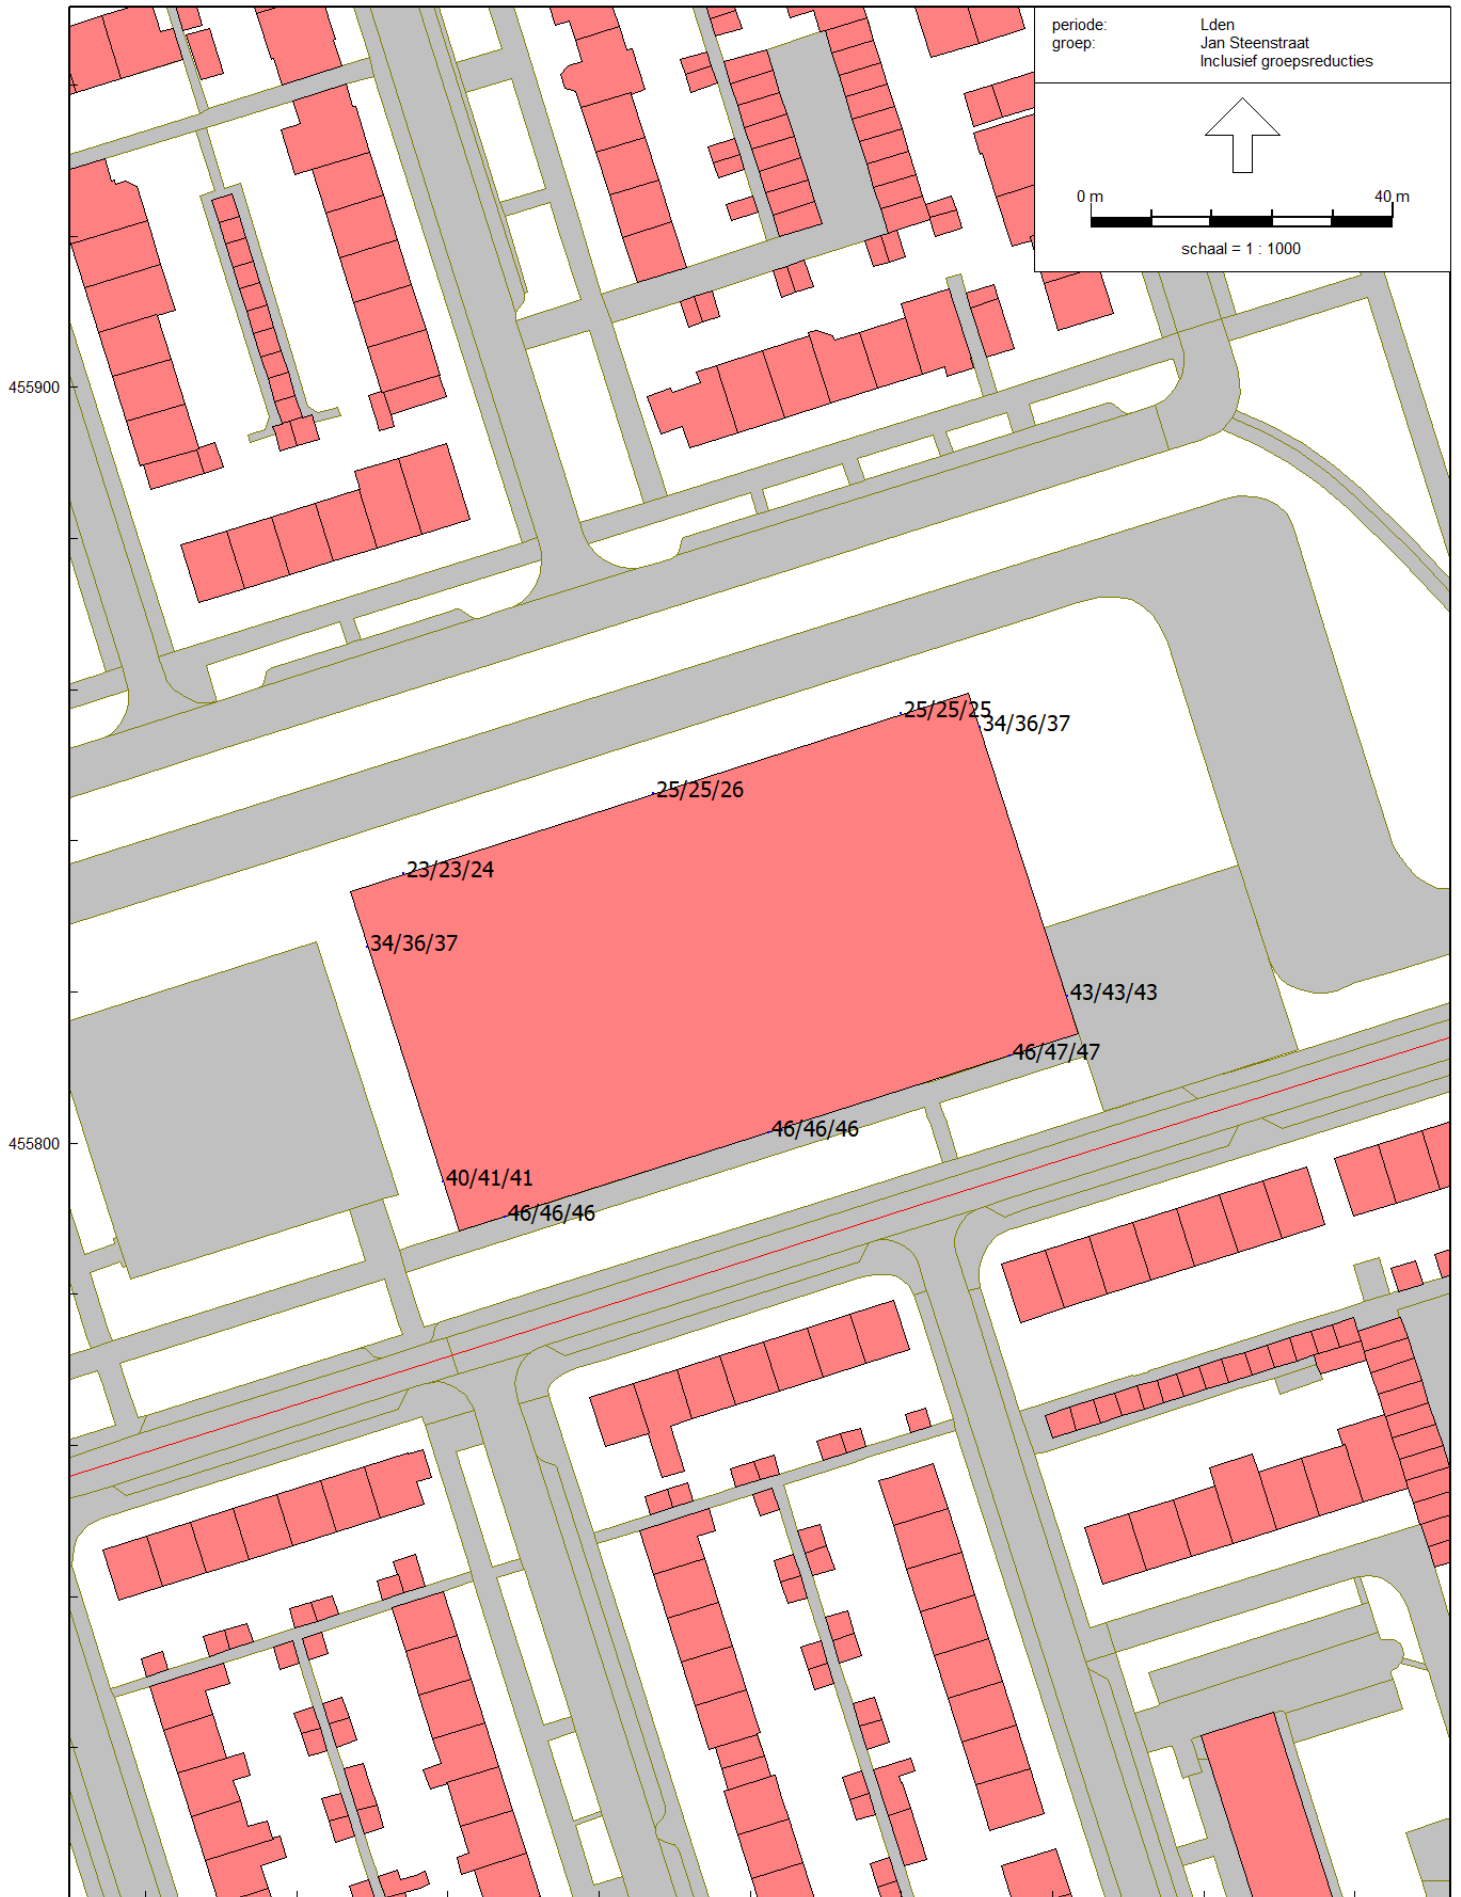 periode: Lden
groep: Jan Steenstraat
Inclusief groepsreducties
0 m 40 m
schaal = 1 : 1000
455900
25/25/25
34/36/37
25/25/26
23/23/24
34/36/37
43/43/43
46/47/47
455800
46/46/46
40/41/41
46/46/46